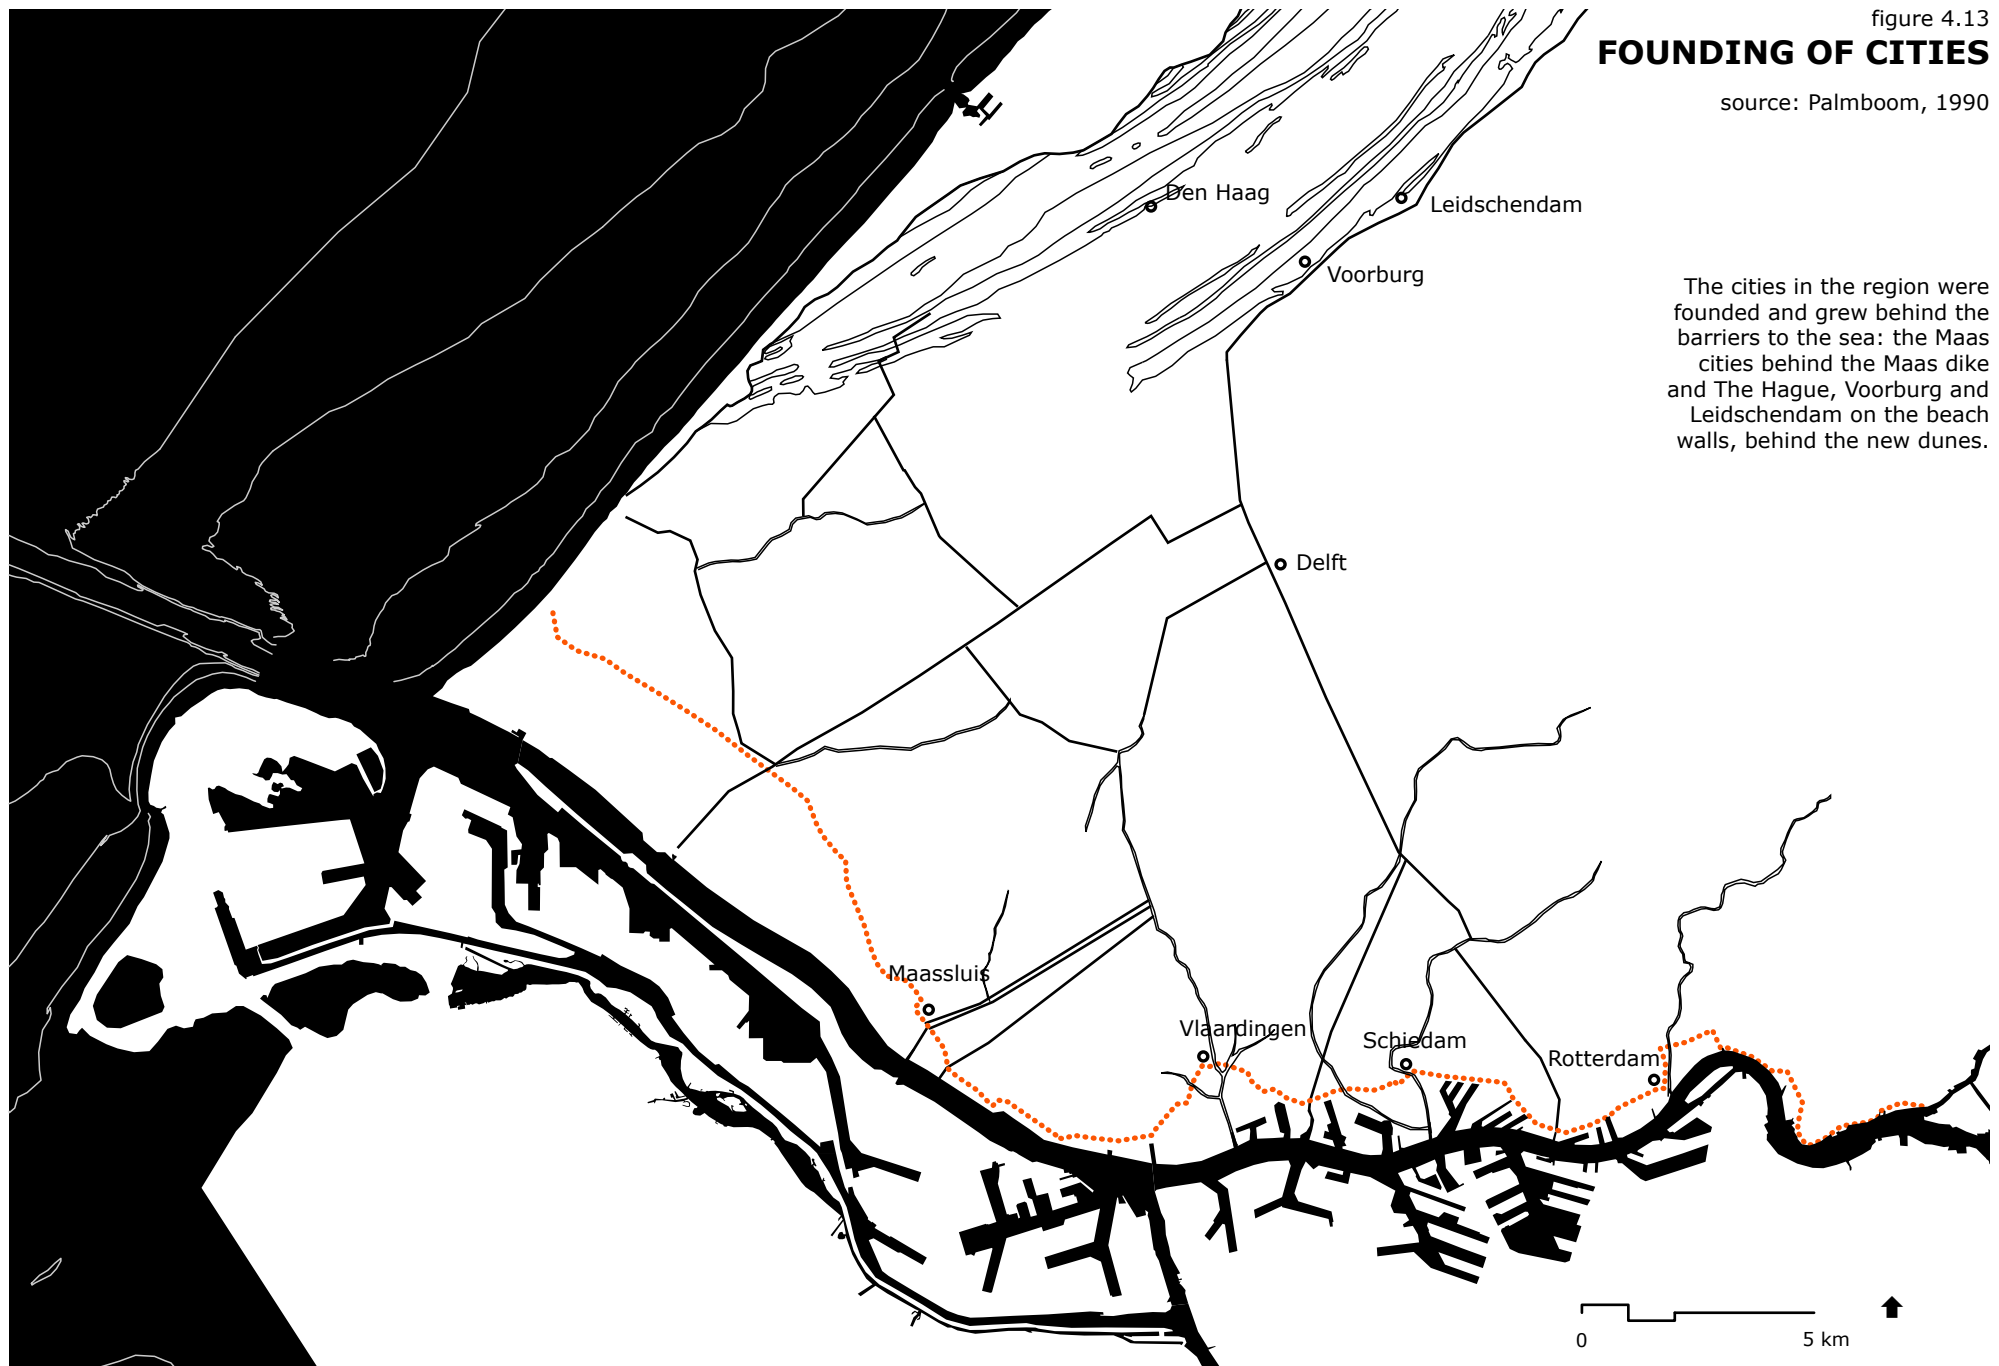 figure 4.13
FOUNDING OF CITIES
source: Palmboom, 1990
Den Haag
Leidschendam
Voorburg
The cities in the region were
founded and grew behind the
barriers to the sea: the Maas
cities behind the Maas dike
and The Hague, Voorburg and
Leidschendam on the beach
walls, behind the new dunes.
Delft
Maassluis
Vlaardingen
Schiedam
Rotterdam
0 5 km